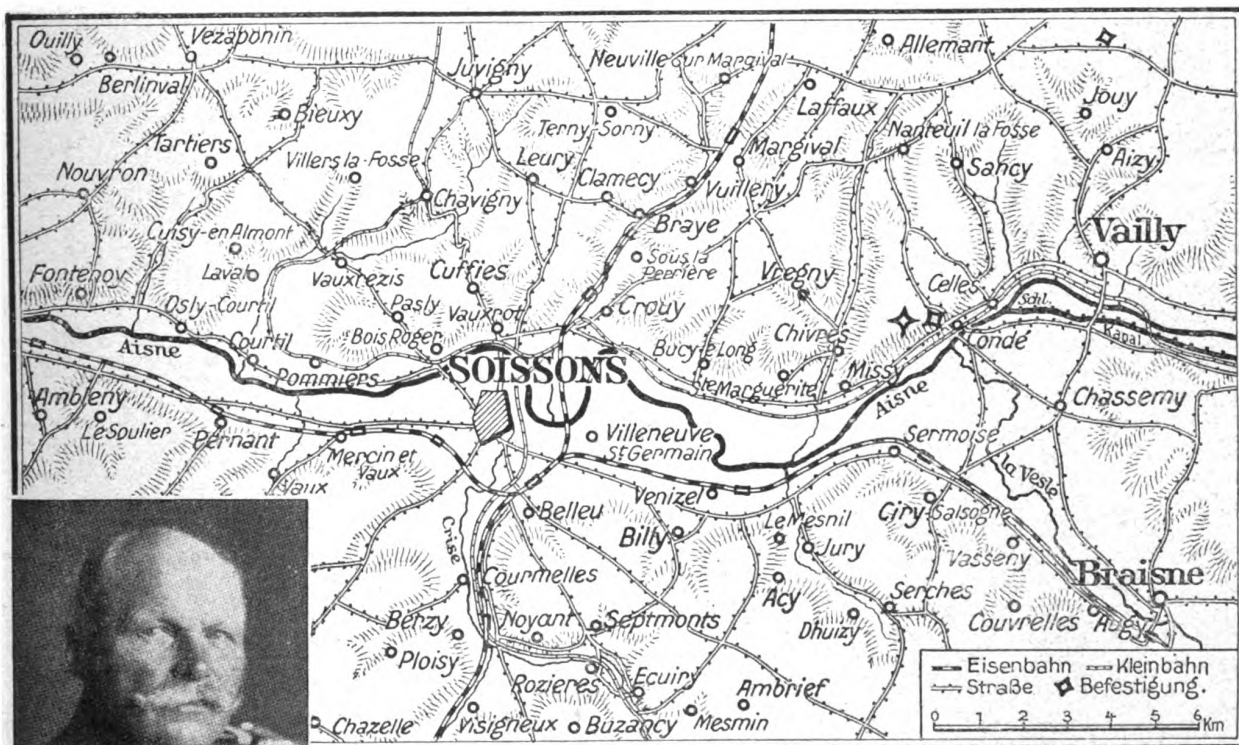 Ouilly
Vezaponin
Berlinval
Bieuxy
Juvigny
Neuville sur Margival
Allemant
Laffaux
Jouy
Tartiers
Villers la-Fosse
Terny-Sorny
Margival
Nanteuil la Fosse
Sancy
Aizy
Nouvron
Chavigny
Leury
Clamecy
Vuillery
Braye
Vailly
Cuisy-en Almont
Laval
Vauxrezis
Cuffies
Sous la
Perrière
Vregny
Celles
Fontenoy
Osly-Courtil
Pasly
Vauxrot
Crouy
Chivres
Schl.
Kanal
Condé
Aisne
Courtil
Bois Roger
Bucy-le Long
Pommiers
SOISSONS
Ste Marguerite
Missy
Aisne
Chassemy
Ambleny
Le Soulier
Pernant
Mercin et
Vaux
Vaux
Villeneuve
St Germain
Sermoise
la Vesle
Venizel
Belleu
Billy
Le Mesnil
Jury
Ciry-Salsogne
Vassery
Braisne
Crise
Courmelles
Acy
Serches
Berzy
Noyant
Septmonts
Dhuizy
Couvrelles
Augy
Ploisy
Rozieres
Ecuiry
Ambrief
Chazelle
Visigneux
Buzancy
Mesmin
Eisenbahn Kleinbahn
Straße Befestigung.
0 1 2 3 4 5 6 Km